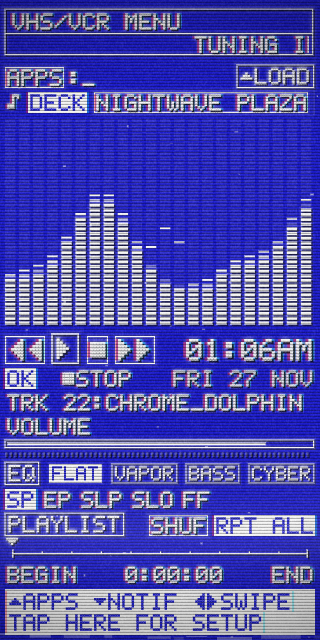 VHS/VCR MENU
TUNING
APPS:_ LOAD
DECK NIGHTWAVE PLAZA
01:06AM
OK STOP FRI 27 NOV
TRK 22:CHROME_DOLPHIN
VOLUME
EQ FLAT VAPOR BASS CYBER
SP EP SLP SLO FF
PLAYLIST SHUF RPT ALL
BEGIN 0:00:00 END
APPS NOTIF SWIPE
TAP HERE FOR SETUP